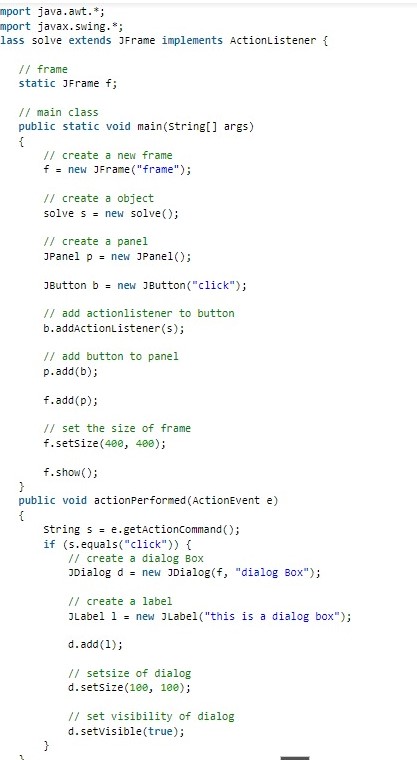 mport java.awt.*;
mport javax.swing.*;
lass solve extends JFrame implements ActionListener {
// frame
static JFrame f;
// main class
public static void main(String[] args)
{
// create a new frame
f = new JFrame("frame");
// create a object
solve s = new solve();
// create a panel
JPanel p = new JPanel();
JButton b = new JButton("click");
// add actionlistener to button
b.addActionListener(s);
// add button to panel
p.add(b);
f.add(p);
// set the size of frame
f.setSize(400, 400);
f.show();
}
public void actionPerformed(ActionEvent e)
{
String s = e.getActionCommand();
if (s.equals("click")) {
// create a dialog Box
JDialog d = new JDialog(f, "dialog Box");
// create a label
JLabel l = new JLabel("this is a dialog box");
d.add(l);
// setsize of dialog
d.setSize(100, 100);
// set visibility of dialog
d.setVisible(true);
}
}